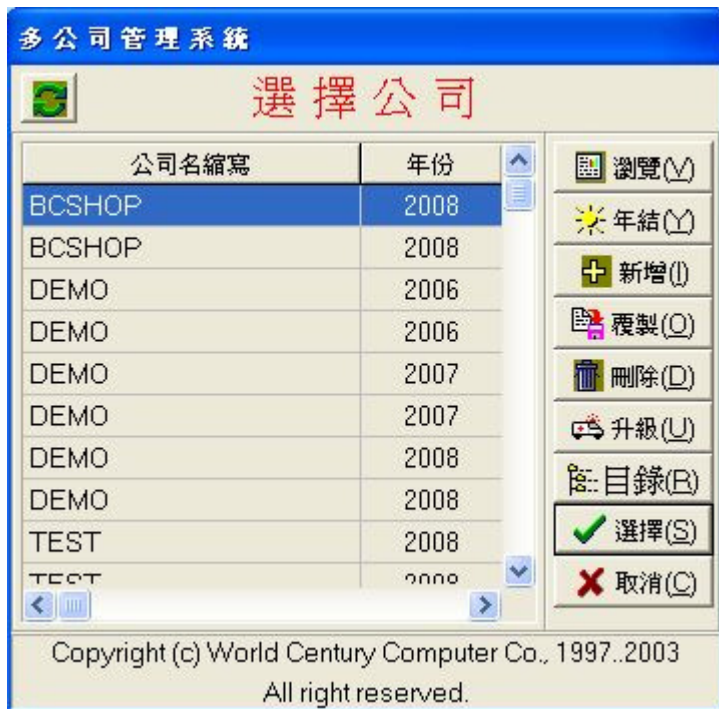 多公司管理系統
選擇公司
公司名縮寫 年份
BCSHOP 2008
BCSHOP 2008
DEMO 2006
DEMO 2006
DEMO 2007
DEMO 2007
DEMO 2008
DEMO 2008
TEST 2008
TEST
瀏覽(V)
年結(Y)
新增(I)
覆製(O)
刪除(D)
升級(U)
目錄(R)
選擇(S)
取消(C)
Copyright (c) World Century Computer Co., 1997..2003
All right reserved.